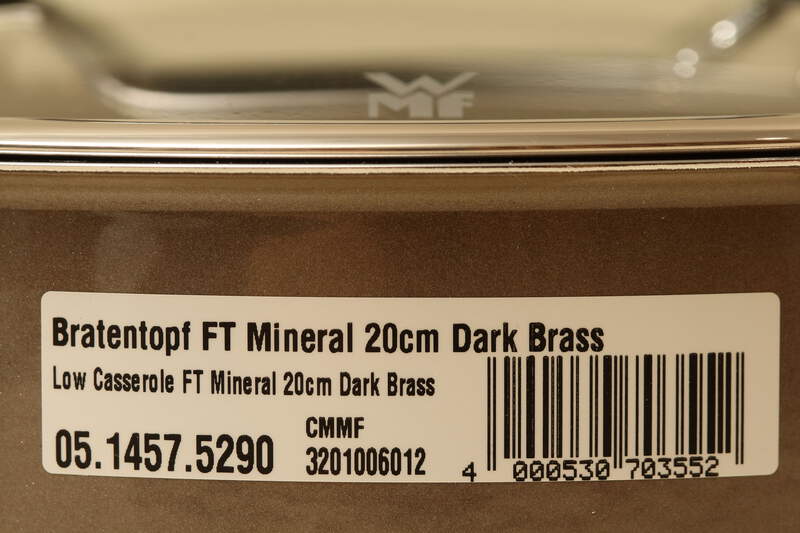 WMF
Bratentopf FT Mineral 20cm Dark Brass
Low Casserole FT Mineral 20cm Dark Brass
05.1457.5290
CMMF
3201006012
4 000530 703552